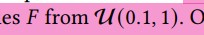 es F from 𝒰(0.1, 1). O